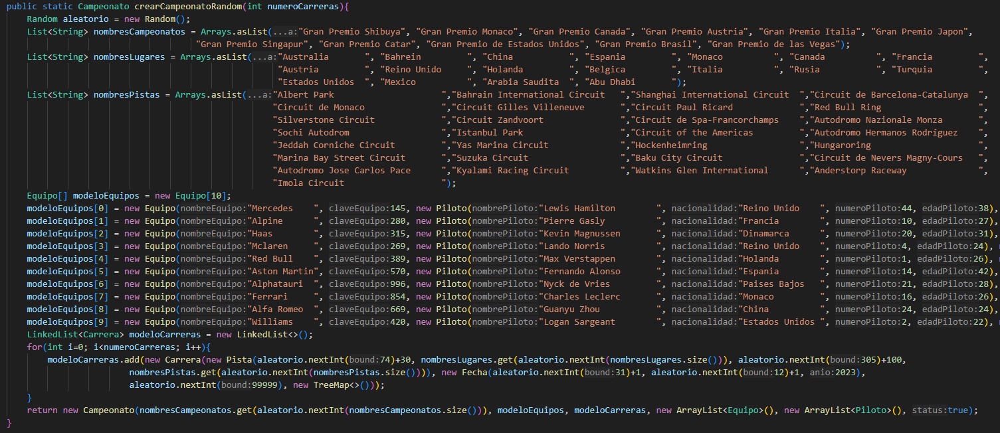 public static Campeonato crearCampeonatoRandom(int numeroCarreras){
    Random aleatorio = new Random();
    List<String> nombresCampeonatos = Arrays.asList(...a:"Gran Premio Shibuya", "Gran Premio Monaco", "Gran Premio Canada", "Gran Premio Austria", "Gran Premio Italia", "Gran Premio Japon",
                                     "Gran Premio Singapur", "Gran Premio Catar", "Gran Premio de Estados Unidos", "Gran Premio Brasil", "Gran Premio de las Vegas");
    List<String> nombresLugares = Arrays.asList(...a:"Australia       ", "Bahrein         ", "China           ", "Espania         ", "Monaco          ", "Canada          ", "Francia         ",
                                                     "Austria         ", "Reino Unido     ", "Holanda         ", "Belgica         ", "Italia          ", "Rusia           ", "Turquia         ",
                                                     "Estados Unidos  ", "Mexico          ", "Arabia Saudita  ", "Abu Dhabi       ");
    List<String> nombresPistas = Arrays.asList(...a:"Albert Park                     ","Bahrain International Circuit   ","Shanghai International Circuit  ","Circuit de Barcelona-Catalunya  ",
                                                    "Circuit de Monaco               ","Circuit Gilles Villeneuve       ","Circuit Paul Ricard             ","Red Bull Ring                   ",
                                                    "Silverstone Circuit             ","Circuit Zandvoort               ","Circuit de Spa-Francorchamps    ","Autodromo Nazionale Monza       ",
                                                    "Sochi Autodrom                  ","Istanbul Park                   ","Circuit of the Americas         ","Autodromo Hermanos Rodríguez    ",
                                                    "Jeddah Corniche Circuit         ","Yas Marina Circuit              ","Hockenheimring                  ","Hungaroring                     ",
                                                    "Marina Bay Street Circuit       ","Suzuka Circuit                  ","Baku City Circuit               ","Circuit de Nevers Magny-Cours   ",
                                                    "Autodromo Jose Carlos Pace      ","Kyalami Racing Circuit          ","Watkins Glen International      ","Anderstorp Raceway              ",
                                                    "Imola Circuit                   ");
    Equipo[] modeloEquipos = new Equipo[10];
    modeloEquipos[0] = new Equipo(nombreEquipo:"Mercedes    ", claveEquipo:145, new Piloto(nombrePiloto:"Lewis Hamilton        ", nacionalidad:"Reino Unido    ", numeroPiloto:44, edadPiloto:38),
    modeloEquipos[1] = new Equipo(nombreEquipo:"Alpine      ", claveEquipo:280, new Piloto(nombrePiloto:"Pierre Gasly          ", nacionalidad:"Francia        ", numeroPiloto:10, edadPiloto:27),
    modeloEquipos[2] = new Equipo(nombreEquipo:"Haas        ", claveEquipo:315, new Piloto(nombrePiloto:"Kevin Magnussen       ", nacionalidad:"Dinamarca      ", numeroPiloto:20, edadPiloto:31),
    modeloEquipos[3] = new Equipo(nombreEquipo:"Mclaren     ", claveEquipo:269, new Piloto(nombrePiloto:"Lando Norris          ", nacionalidad:"Reino Unido    ", numeroPiloto:4, edadPiloto:24),
    modeloEquipos[4] = new Equipo(nombreEquipo:"Red Bull    ", claveEquipo:389, new Piloto(nombrePiloto:"Max Verstappen        ", nacionalidad:"Holanda        ", numeroPiloto:1, edadPiloto:26),
    modeloEquipos[5] = new Equipo(nombreEquipo:"Aston Martin", claveEquipo:570, new Piloto(nombrePiloto:"Fernando Alonso       ", nacionalidad:"Espania        ", numeroPiloto:14, edadPiloto:42),
    modeloEquipos[6] = new Equipo(nombreEquipo:"Alphatauri  ", claveEquipo:996, new Piloto(nombrePiloto:"Nyck de Vries         ", nacionalidad:"Paises Bajos   ", numeroPiloto:21, edadPiloto:28),
    modeloEquipos[7] = new Equipo(nombreEquipo:"Ferrari     ", claveEquipo:854, new Piloto(nombrePiloto:"Charles Leclerc       ", nacionalidad:"Monaco         ", numeroPiloto:16, edadPiloto:26),
    modeloEquipos[8] = new Equipo(nombreEquipo:"Alfa Romeo  ", claveEquipo:669, new Piloto(nombrePiloto:"Guanyu Zhou           ", nacionalidad:"China          ", numeroPiloto:24, edadPiloto:24),
    modeloEquipos[9] = new Equipo(nombreEquipo:"Williams    ", claveEquipo:420, new Piloto(nombrePiloto:"Logan Sargeant        ", nacionalidad:"Estados Unidos ", numeroPiloto:2, edadPiloto:22),
    LinkedList<Carrera> modeloCarreras = new LinkedList<>();
    for(int i=0; i<numeroCarreras; i++){
        modeloCarreras.add(new Carrera(new Pista(aleatorio.nextInt(bound:74)+30, nombresLugares.get(aleatorio.nextInt(nombresLugares.size())), aleatorio.nextInt(bound:305)+100,
                        nombresPistas.get(aleatorio.nextInt(nombresPistas.size()))), new Fecha(aleatorio.nextInt(bound:31)+1, aleatorio.nextInt(bound:12)+1, anio:2023),
                        aleatorio.nextInt(bound:99999), new TreeMap<>()));
    }
    return new Campeonato(nombresCampeonatos.get(aleatorio.nextInt(nombresCampeonatos.size())), modeloEquipos, modeloCarreras, new ArrayList<Equipo>(), new ArrayList<Piloto>(), status:true);
}